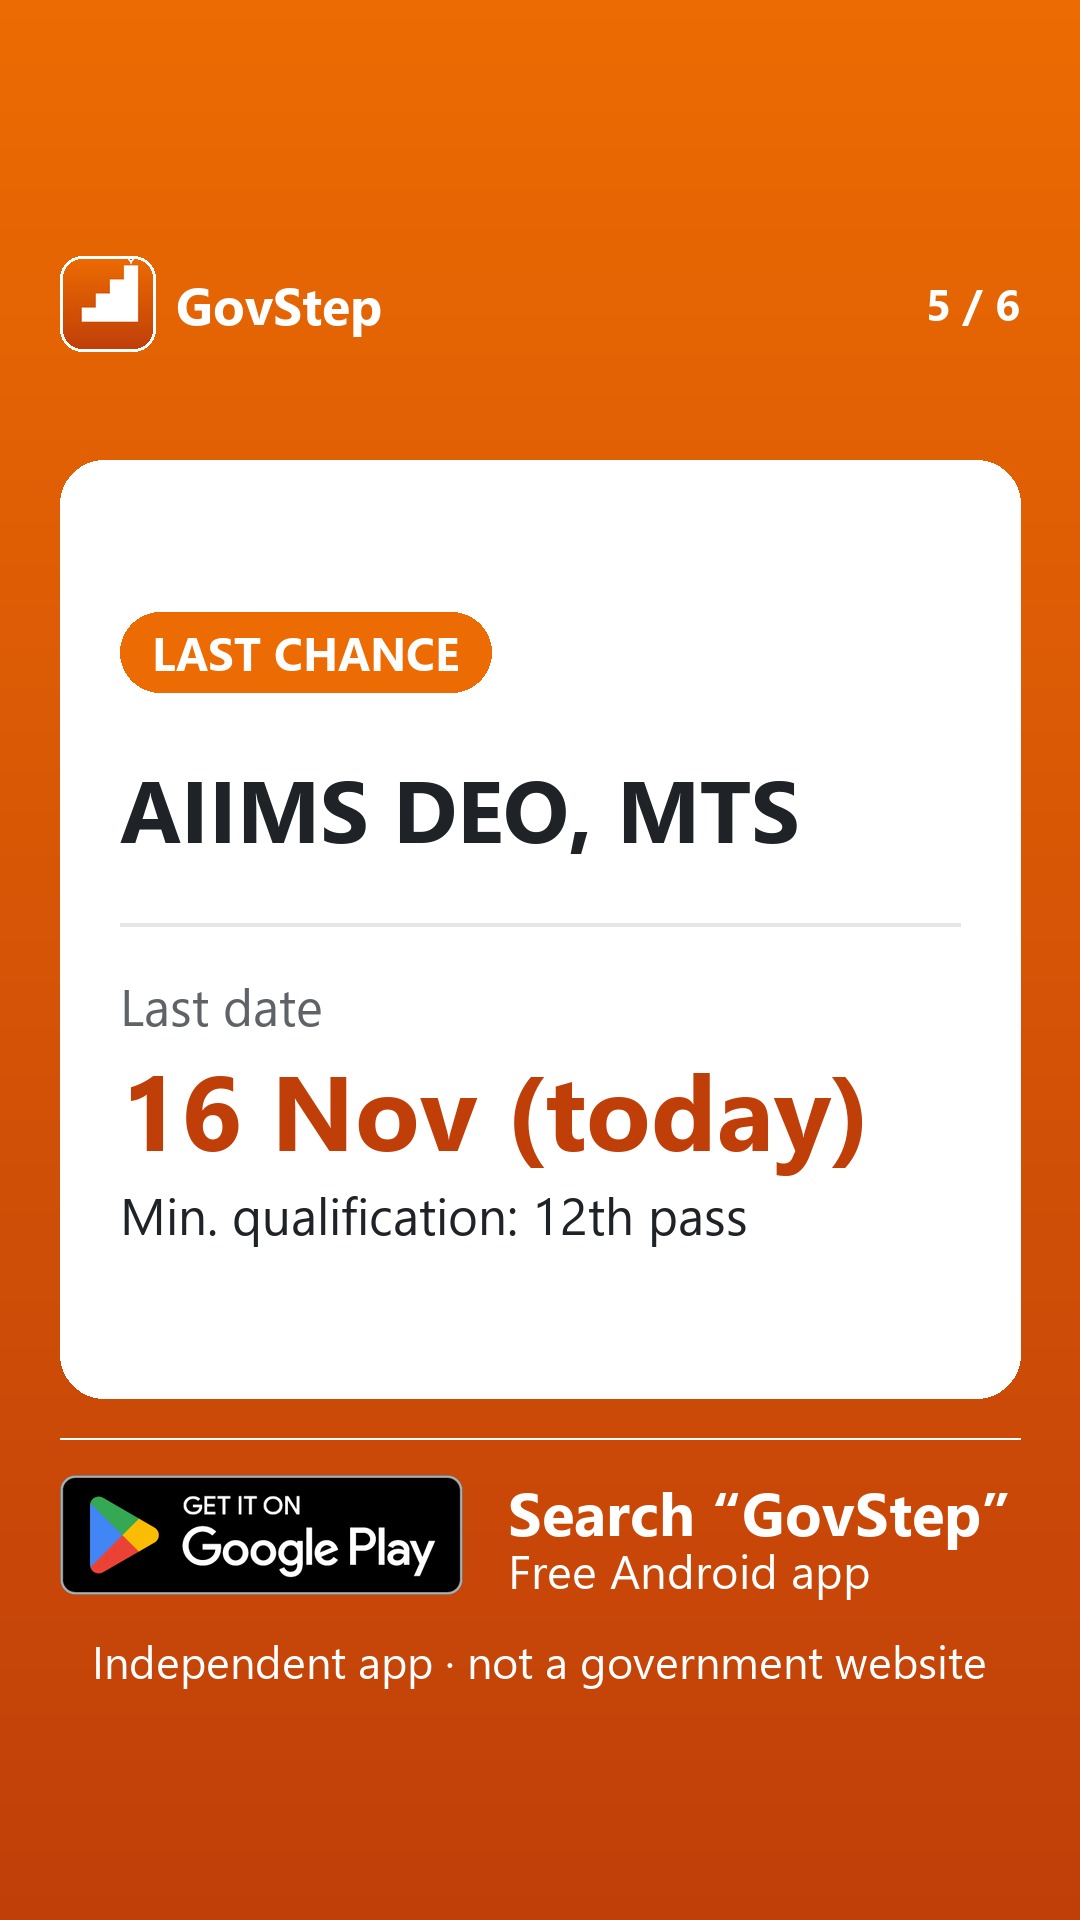 GovStep
5 / 6
LAST CHANCE
AIIMS DEO, MTS
Last date
16 Nov (today)
Min. qualification: 12th pass
GET IT ON
Google Play
Search “GovStep”
Free Android app
Independent app · not a government website